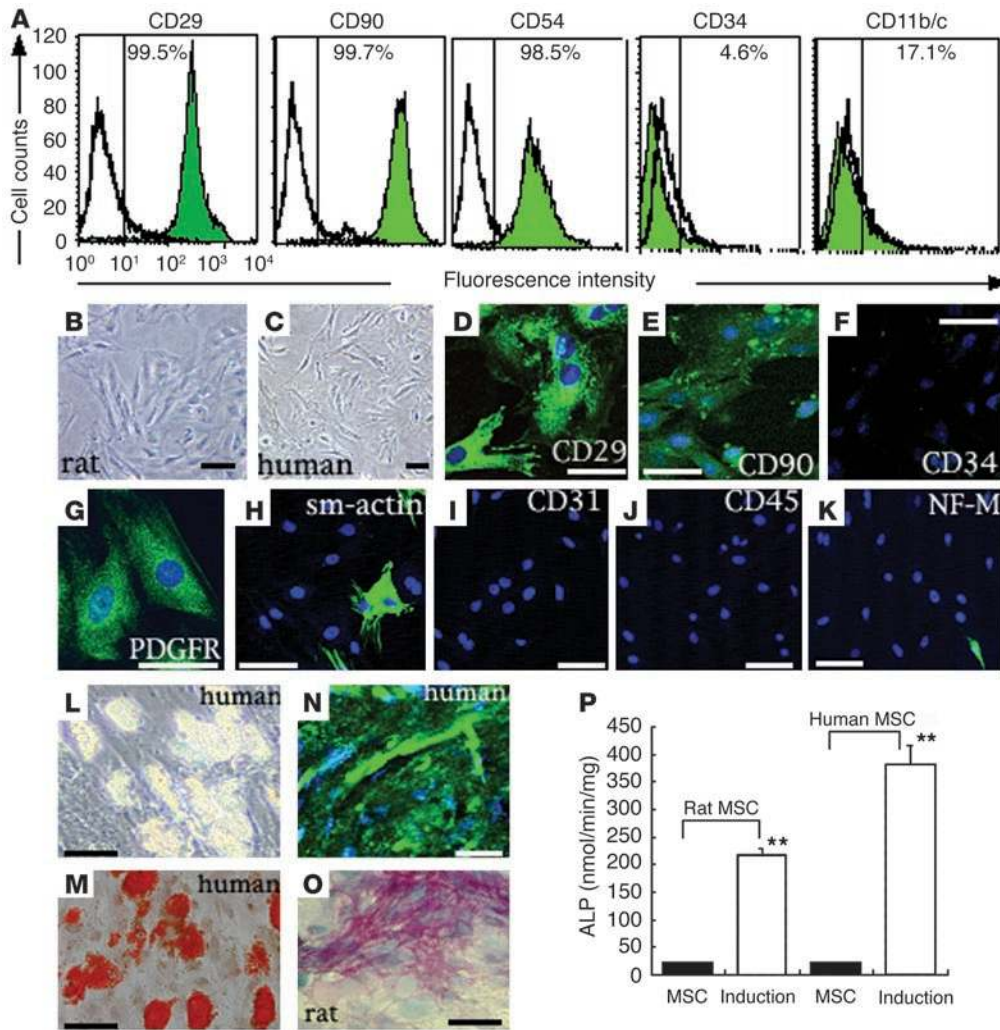 A
CD29 CD90 CD54 CD34 CD11b/c
99.5% 99.7% 98.5% 4.6% 17.1%
Cell counts
120
100
80
60
40
20
0
10⁰ 10¹ 10² 10³ 10⁴
Fluorescence intensity
B C D E F
rat human CD29 CD90 CD34
G H sm-actin I CD31 J CD45 K NF-M
PDGFR
L human N human
M human O
rat
P
ALP (nmol/min/mg)
450
400
350
300
250
200
150
100
50
0
Human MSC
**
Rat MSC
**
MSC Induction MSC Induction